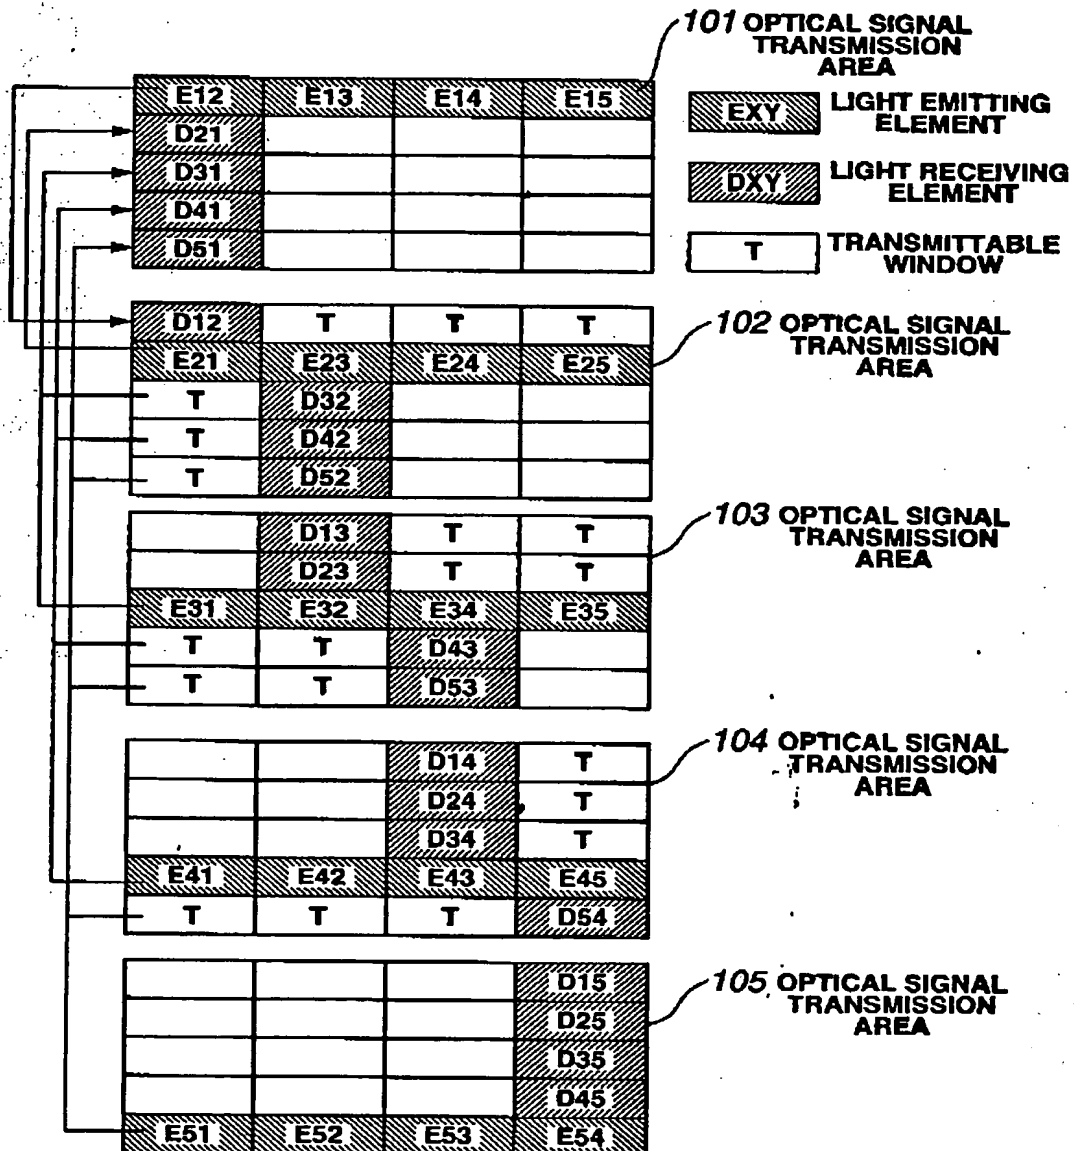 101 OPTICAL SIGNAL
TRANSMISSION
AREA
E12 E13 E14 E15
D21
D31
D41
D51
EXY LIGHT EMITTING
ELEMENT
DXY LIGHT RECEIVING
ELEMENT
T TRANSMITTABLE
WINDOW
D12 T T T
E21 E23 E24 E25
T D32
T D42
T D52
102 OPTICAL SIGNAL
TRANSMISSION
AREA
D13 T T
D23 T T
E31 E32 E34 E35
T T D43
T T D53
103 OPTICAL SIGNAL
TRANSMISSION
AREA
D14 T
D24 T
D34 T
E41 E42 E43 E45
T T T D54
104 OPTICAL SIGNAL
TRANSMISSION
AREA
D15
D25
D35
D45
E51 E52 E53 E54
105 OPTICAL SIGNAL
TRANSMISSION
AREA